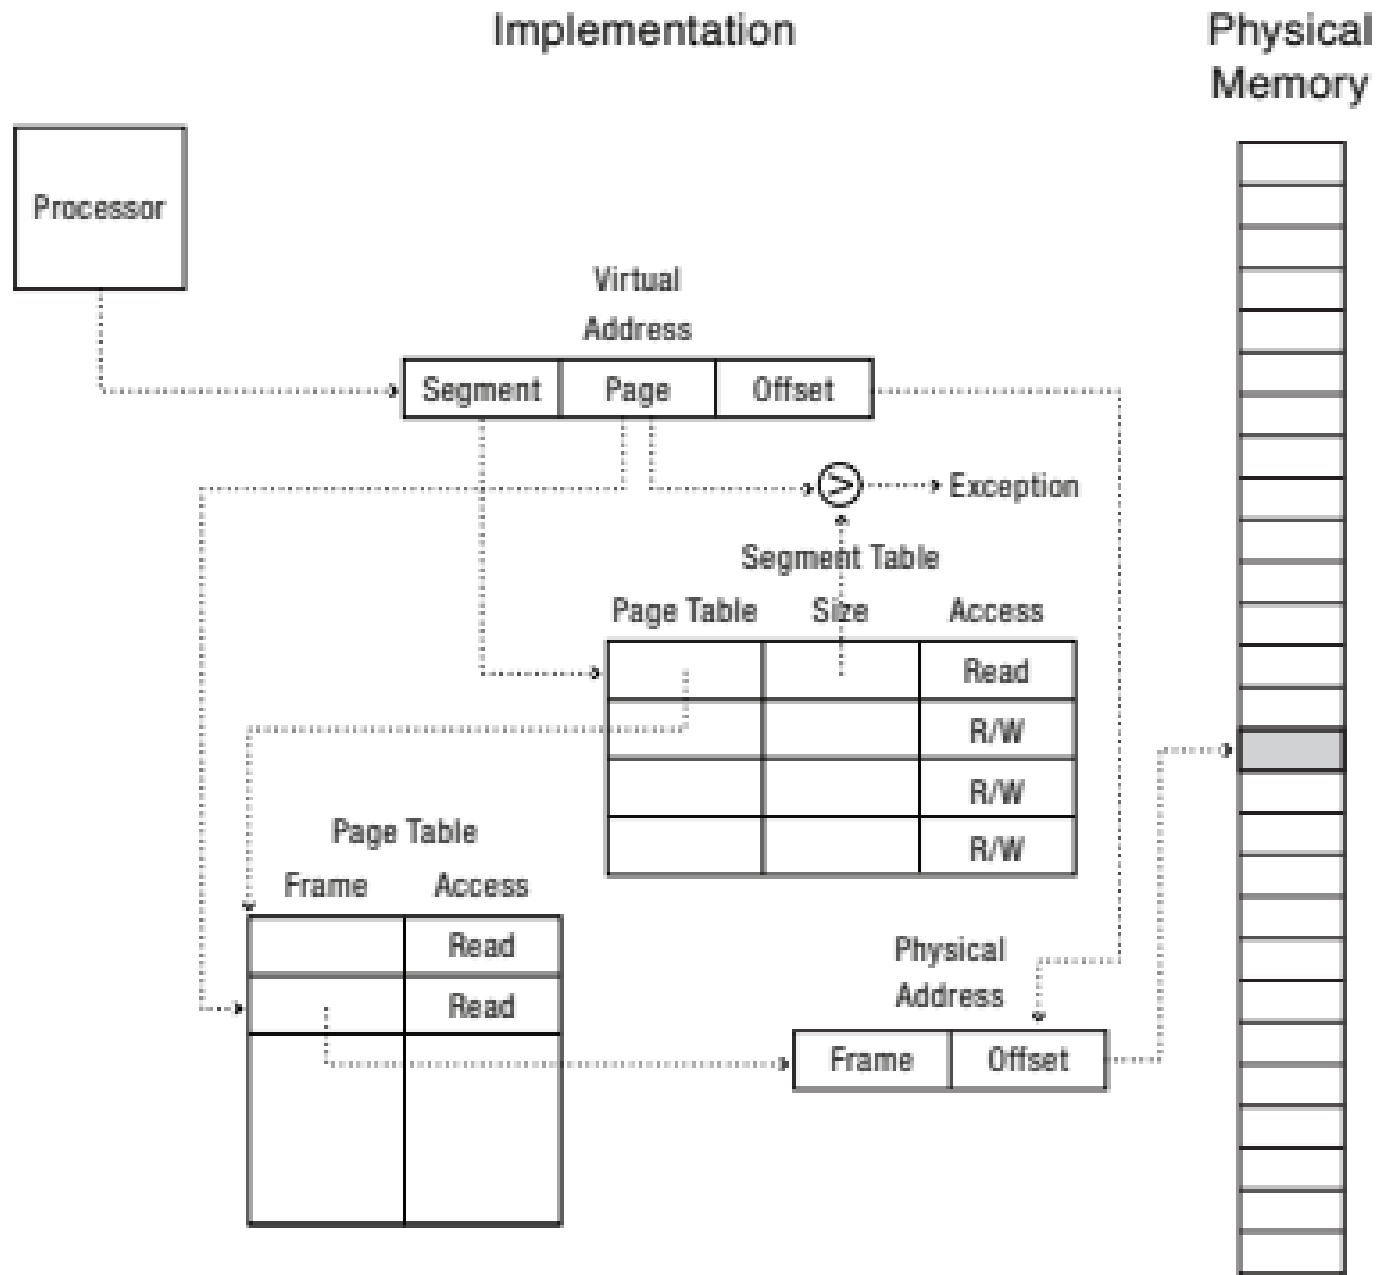 Implementation
Physical
Memory
Processor
Virtual
Address
Segment Page Offset
> Exception
Segment Table
Page Table Size Access
Read
R/W
R/W
R/W
Page Table
Frame Access
Read
Read
Physical
Address
Frame Offset